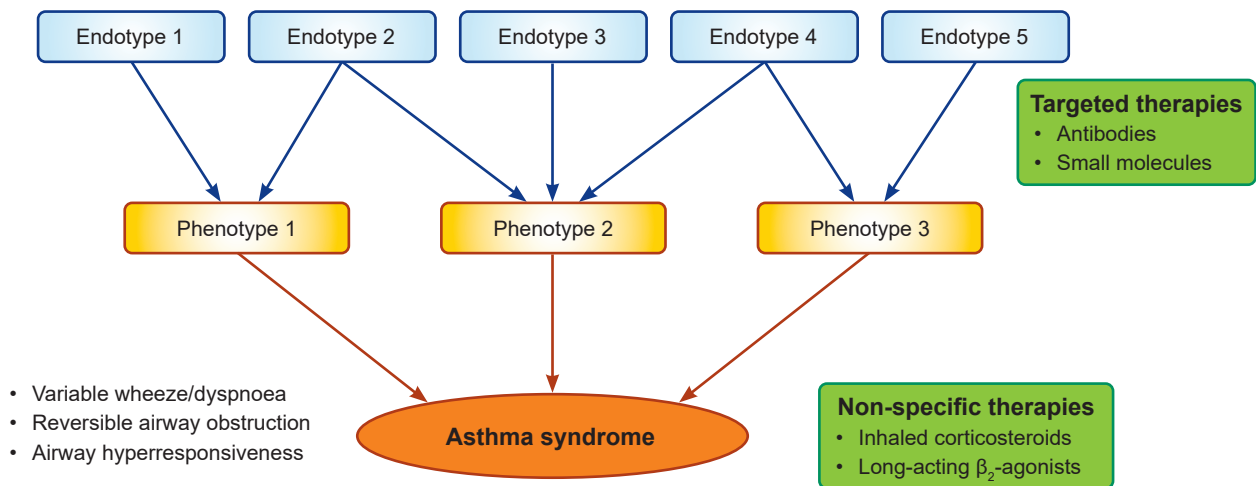 Endotype 1
Endotype 2
Endotype 3
Endotype 4
Endotype 5
Targeted therapies
• Antibodies
• Small molecules
Phenotype 1
Phenotype 2
Phenotype 3
• Variable wheeze/dyspnoea
• Reversible airway obstruction
• Airway hyperresponsiveness
Asthma syndrome
Non-specific therapies
• Inhaled corticosteroids
• Long-acting β₂-agonists